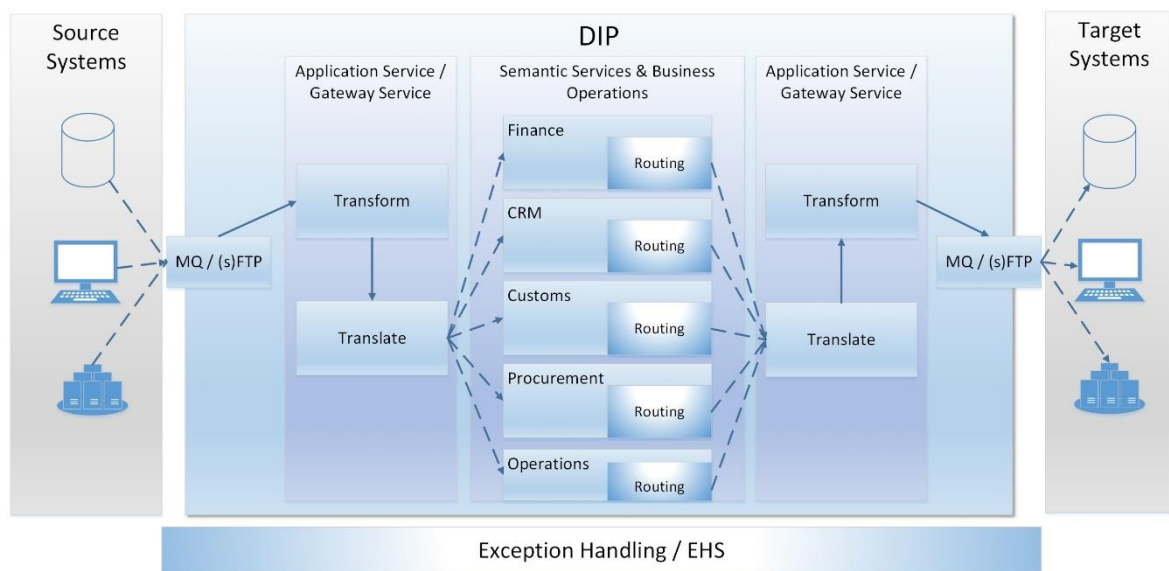 Source
Systems
DIP
Target
Systems
Application Service /
Gateway Service
Semantic Services & Business
Operations
Application Service /
Gateway Service
MQ / (s)FTP
Transform
Translate
Finance
Routing
CRM
Routing
Customs
Routing
Procurement
Routing
Operations
Routing
Transform
Translate
MQ / (s)FTP
Exception Handling / EHS